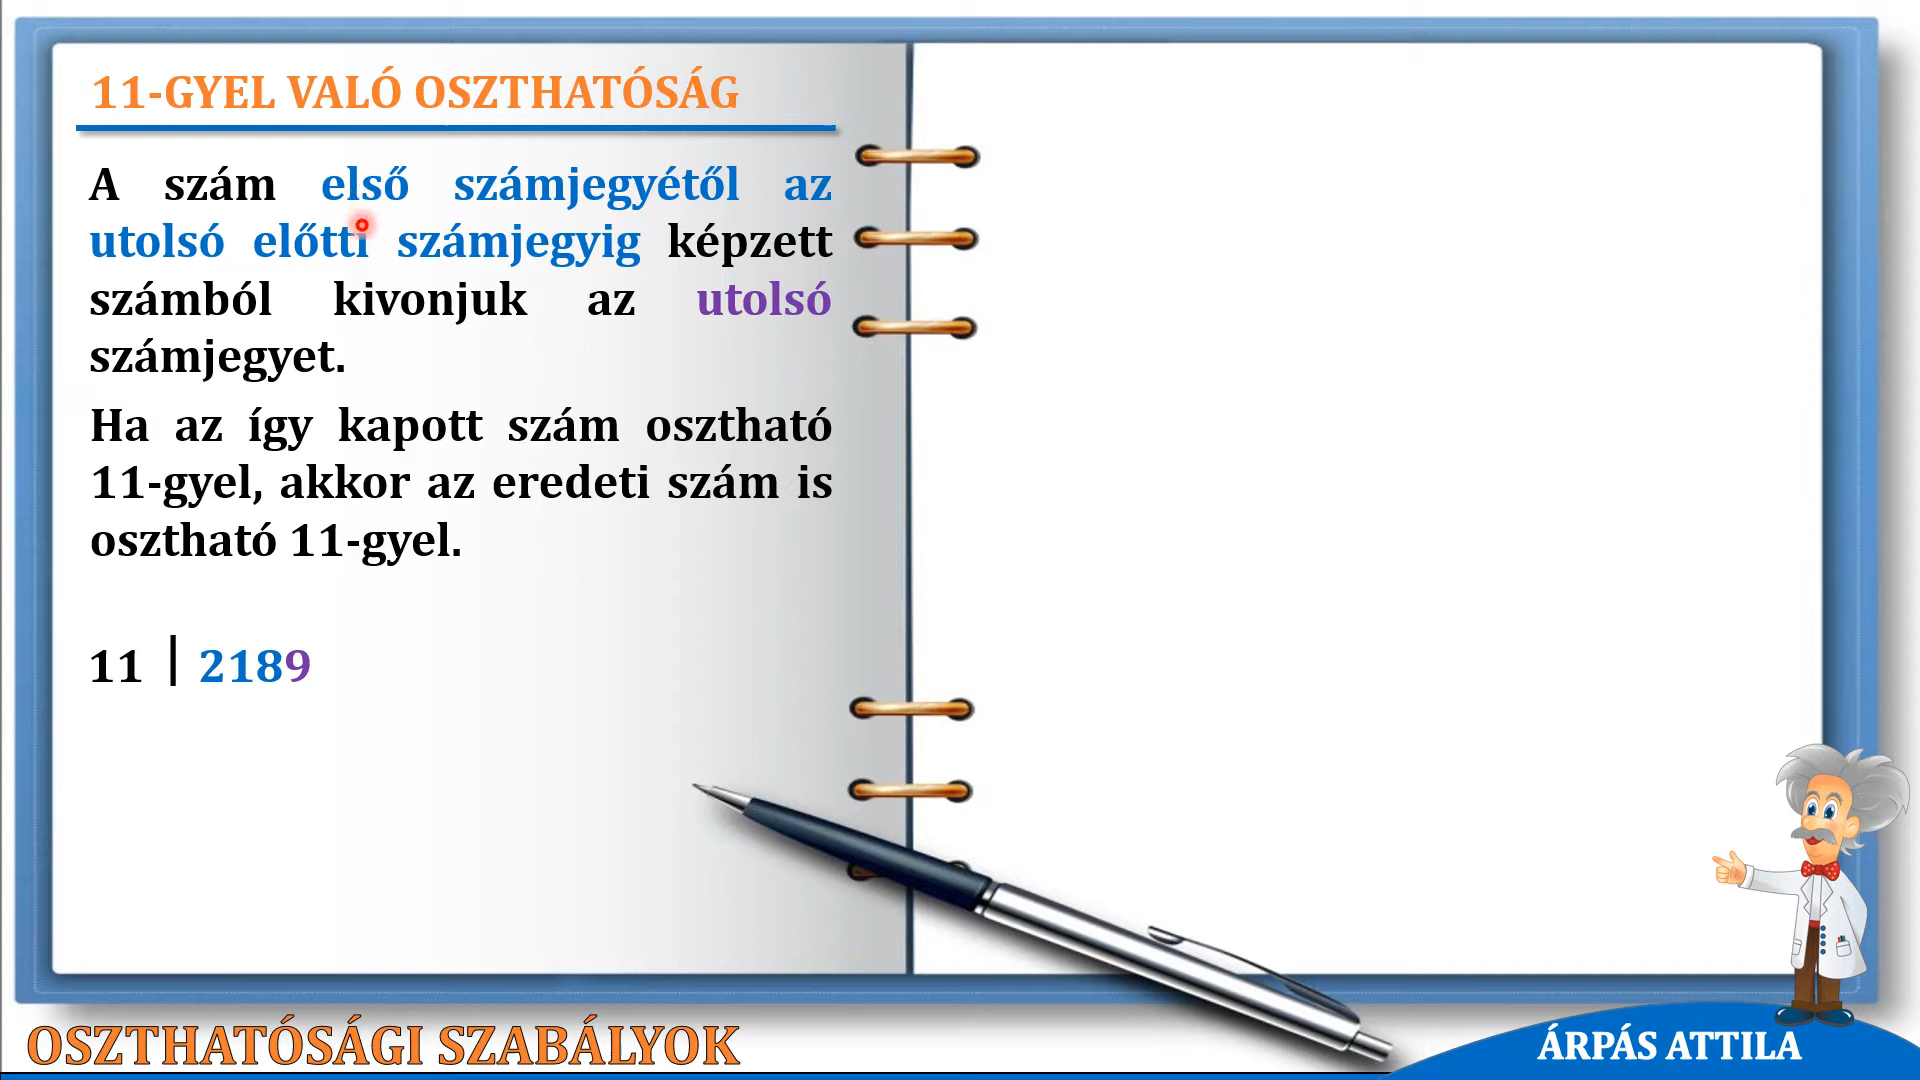 11-GYEL VALÓ OSZTHATÓSÁG
A szám első számjegyétől az
utolsó előtti számjegyig képzett
számból kivonjuk az utolsó
számjegyet.
Ha az így kapott szám osztható
11-gyel, akkor az eredeti szám is
osztható 11-gyel.
11 | 2189
OSZTHATÓSÁGI SZABÁLYOK
ÁRPÁS ATTILA